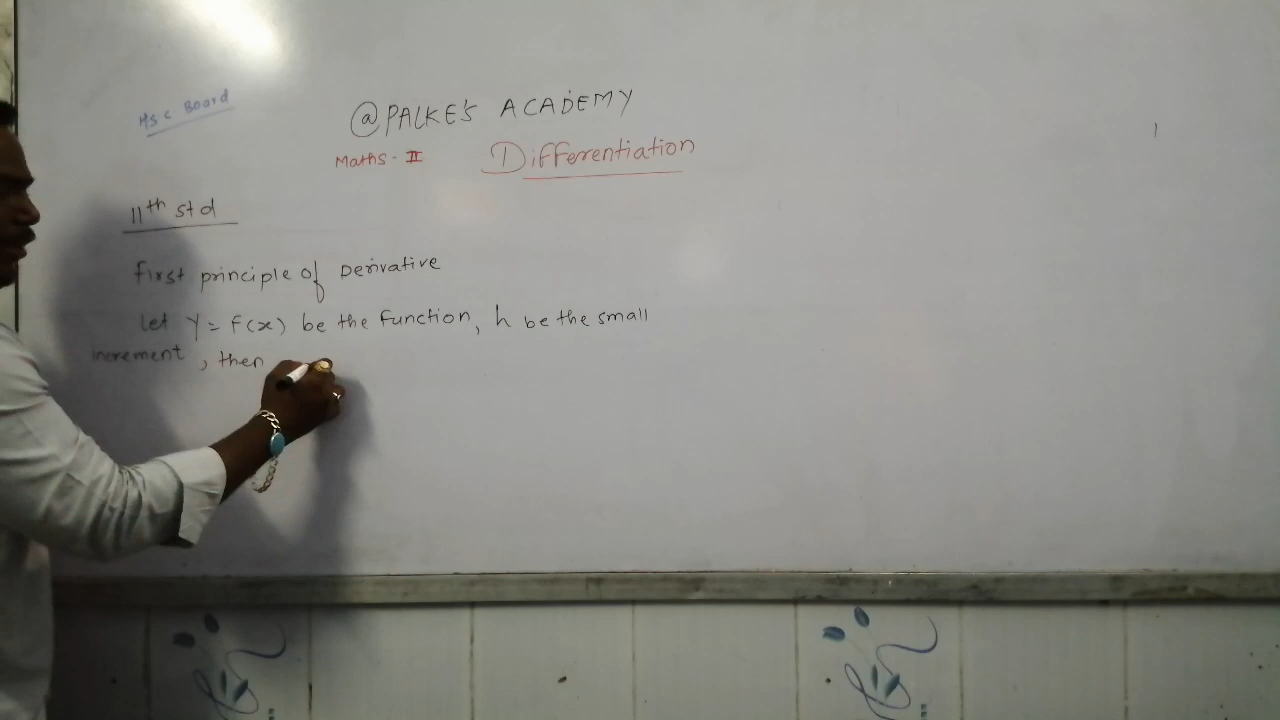 HSC Board
@PALKE'S ACADEMY
Maths - II Differentiation
11th std
First principle of Derivative
let Y = F(x) be the function, h be the small
increment, then